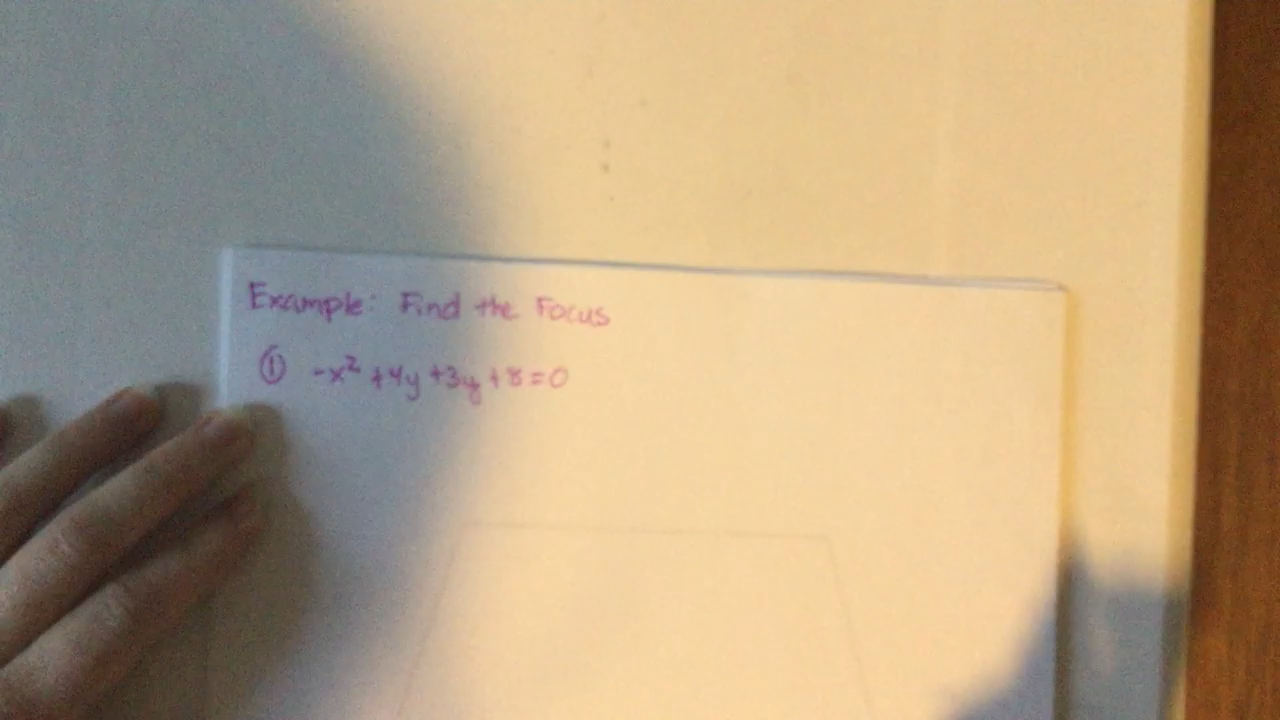 Example: Find the Focus
① -x² +4y +3y +8=0